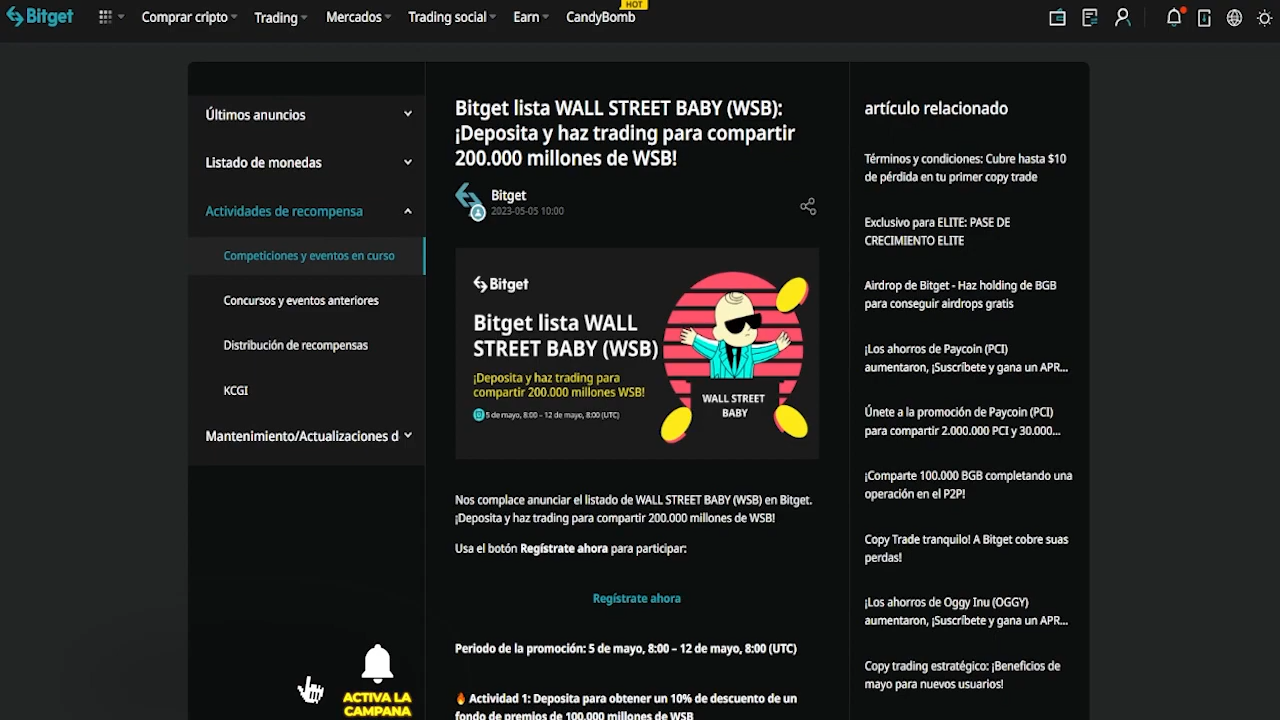 Bitget
Comprar cripto
Trading
Mercados
Trading social
Earn
CandyBomb
HOT
Últimos anuncios
Listado de monedas
Actividades de recompensa
Competiciones y eventos en curso
Concursos y eventos anteriores
Distribución de recompensas
KCGI
Mantenimiento/Actualizaciones d
Bitget lista WALL STREET BABY (WSB):
¡Deposita y haz trading para compartir
200.000 millones de WSB!
Bitget
2023-05-05 10:00
Bitget
Bitget lista WALL
STREET BABY (WSB)
¡Deposita y haz trading para
compartir 200.000 millones WSB!
5 de mayo, 8:00 – 12 de mayo, 8:00 (UTC)
WALL STREET
BABY
Nos complace anunciar el listado de WALL STREET BABY (WSB) en Bitget.
¡Deposita y haz trading para compartir 200.000 millones de WSB!
Usa el botón Regístrate ahora para participar:
Regístrate ahora
Periodo de la promoción: 5 de mayo, 8:00 – 12 de mayo, 8:00 (UTC)
🔥 Actividad 1: Deposita para obtener un 10% de descuento de un
fondo de premios de 100.000 millones de WSB
artículo relacionado
Términos y condiciones: Cubre hasta $10
de pérdida en tu primer copy trade
Exclusivo para ELITE: PASE DE
CRECIMIENTO ELITE
Airdrop de Bitget - Haz holding de BGB
para conseguir airdrops gratis
¡Los ahorros de Paycoin (PCI)
aumentaron, ¡Suscríbete y gana un APR...
Únete a la promoción de Paycoin (PCI)
para compartir 2.000.000 PCI y 30.000...
¡Comparte 100.000 BGB completando una
operación en el P2P!
Copy Trade tranquilo! A Bitget cobre suas
perdas!
¡Los ahorros de Oggy Inu (OGGY)
aumentaron, ¡Suscríbete y gana un APR...
Copy trading estratégico: ¡Beneficios de
mayo para nuevos usuarios!
ACTIVA LA
CAMPANA